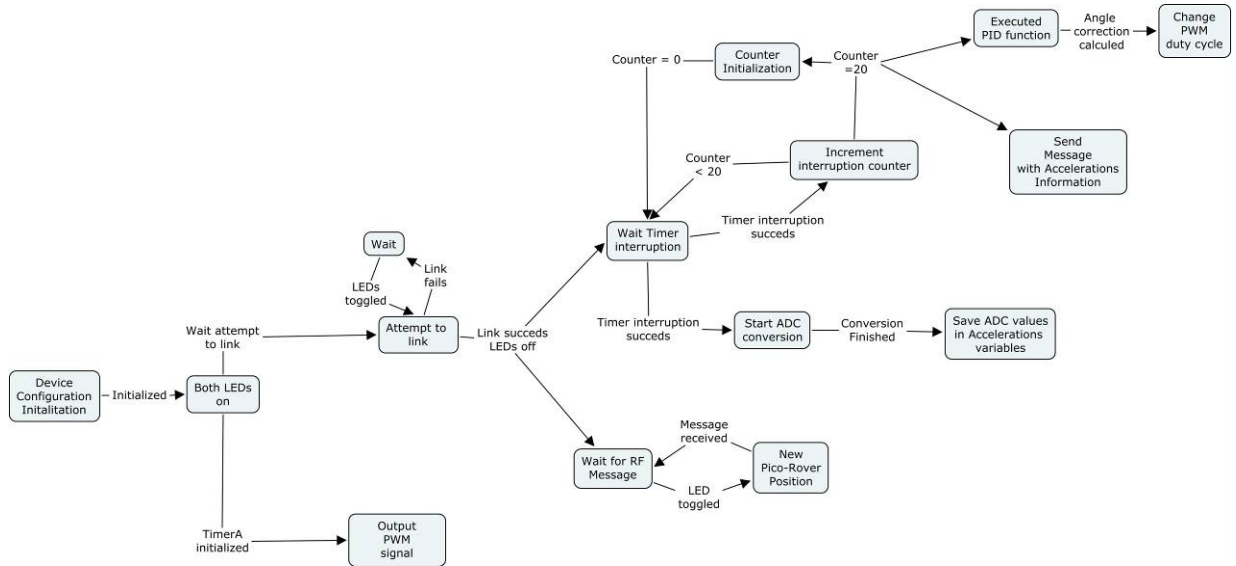 Executed
PID function
Angle
correction
calculed
Change
PWM
duty cycle
Counter = 0
Counter
Initialization
Counter
=20
Send
Message
with Accelerations
Information
Counter
< 20
Increment
interruption counter
Wait Timer
interruption
Timer interruption
succeds
Wait
LEDs
toggled
Link
fails
Attempt to
link
Wait attempt
to link
Link succeds
LEDs off
Timer interruption
succeds
Start ADC
conversion
Conversion
Finished
Save ADC values
in Accelerations
variables
Device
Configuration
Initalitation
Initialized
Both LEDs
on
Message
received
Wait for RF
Message
LED
toggled
New
Pico-Rover
Position
TimerA
initialized
Output
PWM
signal